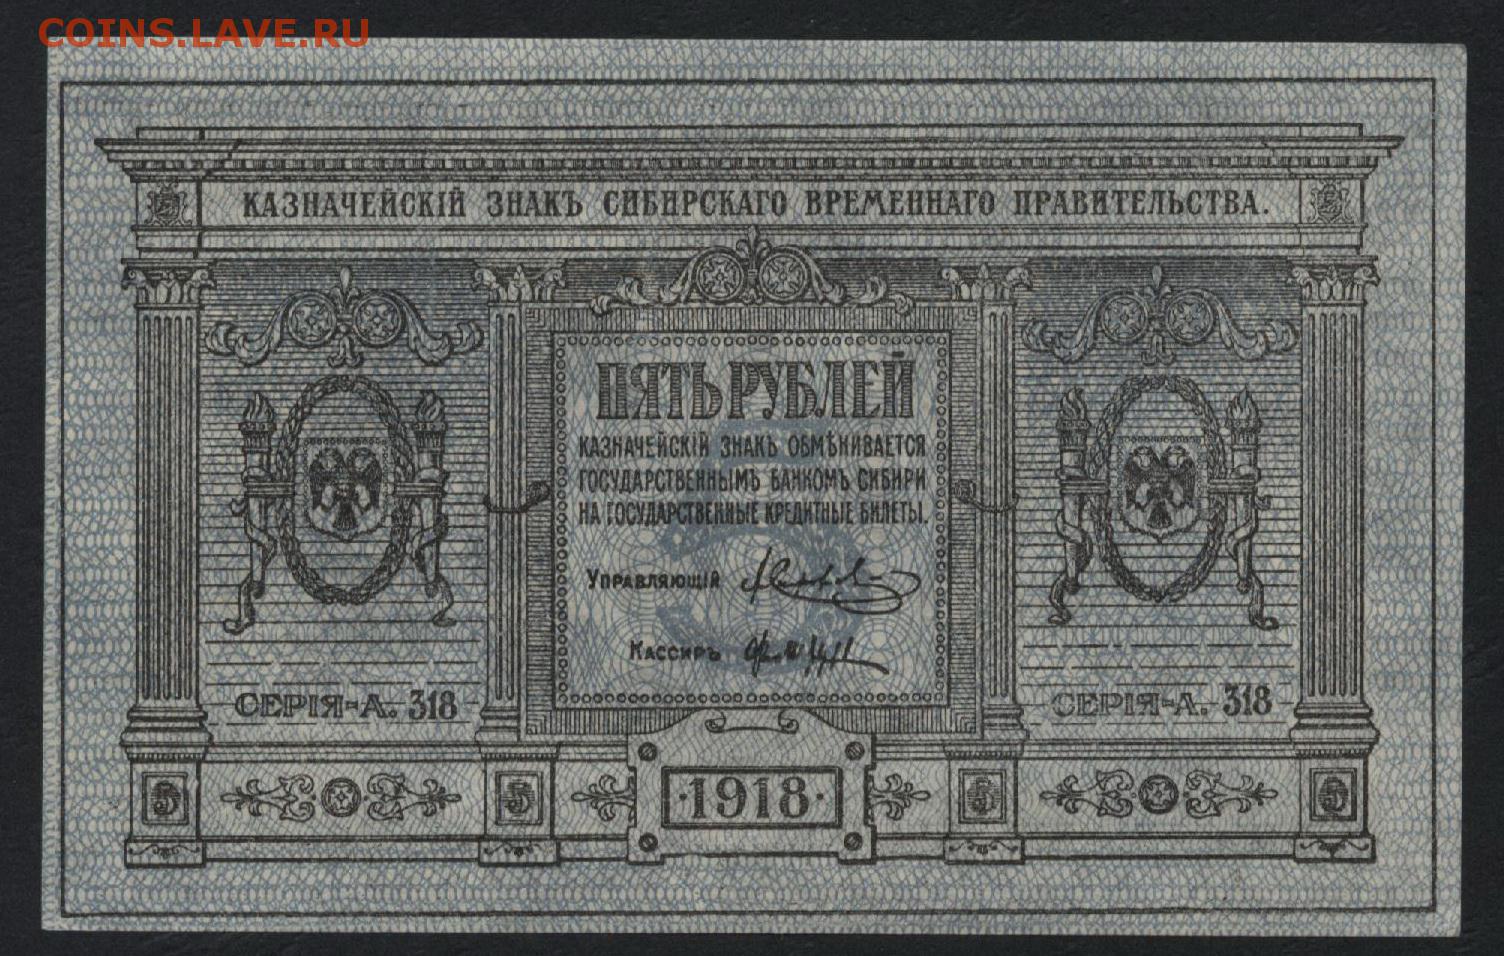 COINS.LAVE.RU
КАЗНАЧЕЙСКІЙ ЗНАКЪ СИБИРСКАГО ВРЕМЕННАГО ПРАВИТЕЛЬСТВА.
ПЯТЬ РУБЛЕЙ
КАЗНАЧЕЙСКІЙ ЗНАКЪ ОБМѢНИВАЕТСЯ
ГОСУДАРСТВЕННЫМЪ БАНКОМЪ СИБИРИ
НА ГОСУДАРСТВЕННЫЕ КРЕДИТНЫЕ БИЛЕТЫ.
5
УПРАВЛЯЮЩІЙ
КАССИРЪ
СЕРІЯ-А. 318
СЕРІЯ-А. 318
5 5 ·1918· 5 5